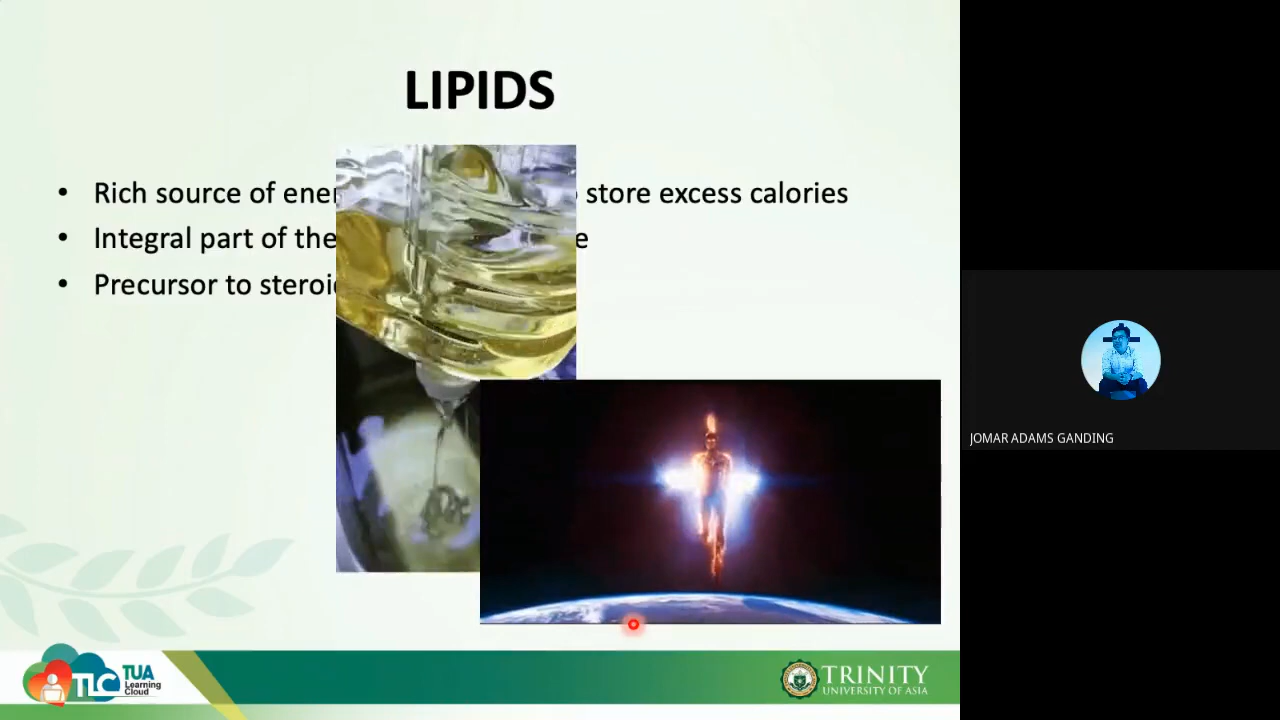 LIPIDS
• Rich source of ener store excess calories
• Integral part of the e
• Precursor to steroi
JOMAR ADAMS GANDING
TLC TUA
Learning
Cloud
TRINITY
UNIVERSITY OF ASIA